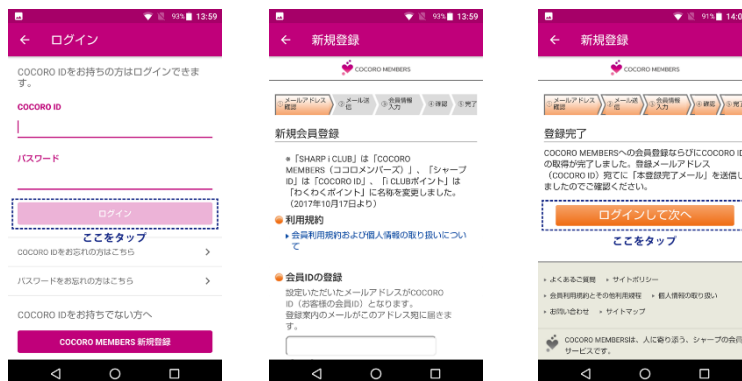 93% 13:59
ログイン
COCORO IDをお持ちの方はログインできま
す。
COCORO ID
パスワード
ログイン
ここをタップ
COCORO IDをお忘れの方はこちら
パスワードをお忘れの方はこちら
COCORO IDをお持ちでない方へ
COCORO MEMBERS 新規登録
93% 13:59
新規登録
COCORO MEMBERS
①メールアドレス確認 ②メール送信 ③会員情報入力 ④確認 ⑤完了
新規会員登録
※「SHARP i CLUB」は「COCORO
MEMBERS（ココロメンバーズ）」、「シャープ
ID」は「COCORO ID」、「i CLUBポイント」は
「わくわくポイント」に名称を変更しました。
（2017年10月17日より）
利用規約
会員利用規約および個人情報の取り扱いについ
て
会員IDの登録
設定いただいたメールアドレスがCOCORO
ID（お客様の会員ID）となります。
登録案内のメールがこのアドレス宛に届きま
す。
91% 14:0
新規登録
COCORO MEMBERS
①メールアドレス確認 ②メール送信 ③会員情報入力 ④確認 ⑤完
登録完了
COCORO MEMBERSへの会員登録ならびにCOCORO ID
の取得が完了しました。登録メールアドレス
（COCORO ID）宛てに「本登録完了メール」を送信し
ましたのでご確認ください。
ログインして次へ
ここをタップ
よくあるご質問 サイトポリシー
会員利用規約とその他利用規程 個人情報の取り扱い
お問い合わせ サイトマップ
COCORO MEMBERSは、人に寄り添う、シャープの会員
サービスです。